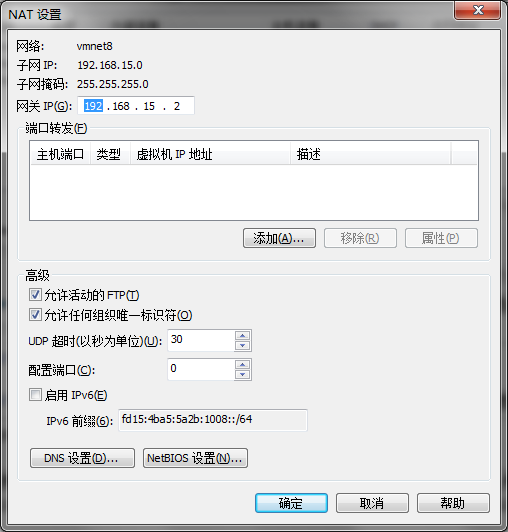 NAT 设置
网络: vmnet8
子网 IP: 192.168.15.0
子网掩码: 255.255.255.0
网关 IP(G): 192 . 168 . 15 . 2
端口转发(F)
主机端口 类型 虚拟机 IP 地址 描述
添加(A)... 移除(R) 属性(P)
高级
允许活动的 FTP(T)
允许任何组织唯一标识符(O)
UDP 超时(以秒为单位)(U): 30
配置端口(C): 0
启用 IPv6(E)
IPv6 前缀(6): fd15:4ba5:5a2b:1008::/64
DNS 设置(D)... NetBIOS 设置(N)...
确定 取消 帮助